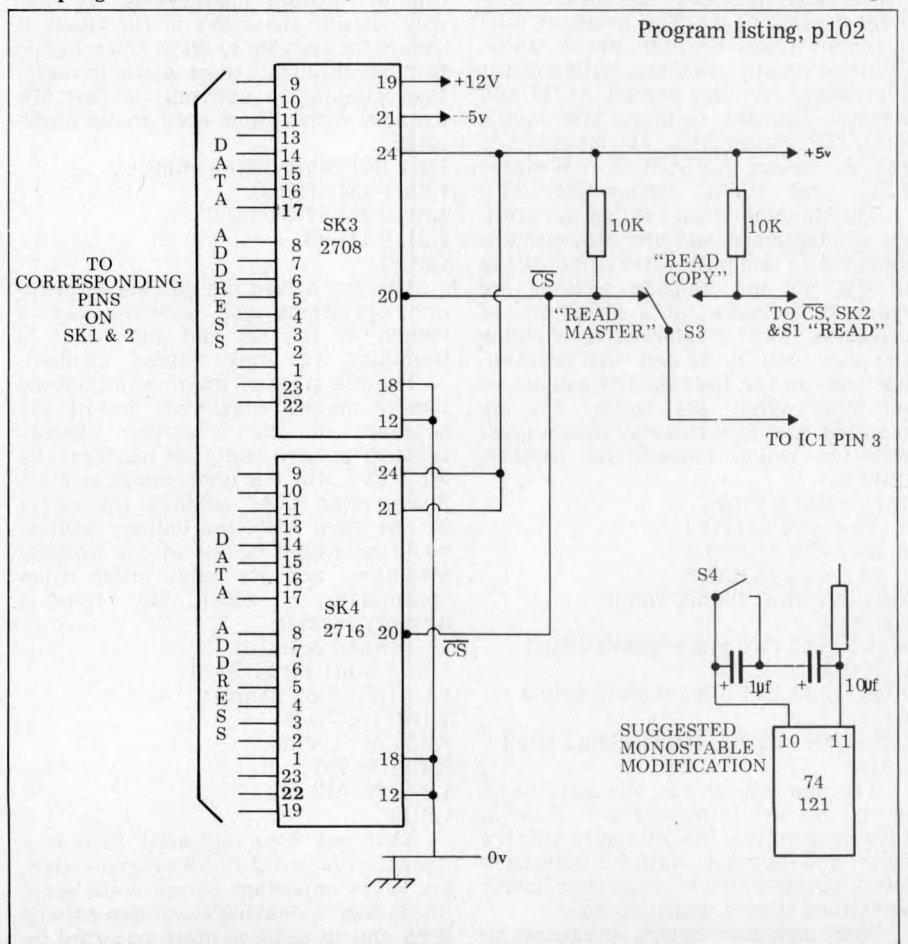 Program listing, p102
9
10
11
13
14
15
16
17
DATA
ADDRESS
8
7
6
5
4
3
2
1
23
22
SK3
2708
19
21
24
20
18
12
+12V
-5v
+5v
10K
10K
CS
"READ MASTER"
"READ COPY"
S3
TO CS, SK2
&S1 "READ"
TO IC1 PIN 3
TO
CORRESPONDING
PINS
ON
SK1 & 2
9
10
11
13
14
15
16
17
DATA
ADDRESS
8
7
6
5
4
3
2
1
23
22
19
SK4
2716
24
21
20
18
12
CS
0v
S4
1µf
+
10µf
10
11
74
121
SUGGESTED
MONOSTABLE
MODIFICATION